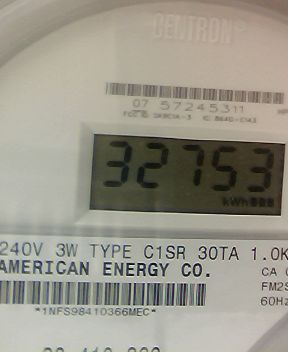 CENTRON®
07 57245311
32753
kWh
240V 3W TYPE C1SR 30TA 1.0K
AMERICAN ENERGY CO.
CA
FM2S
60Hz
*1NFS98410366MEC*